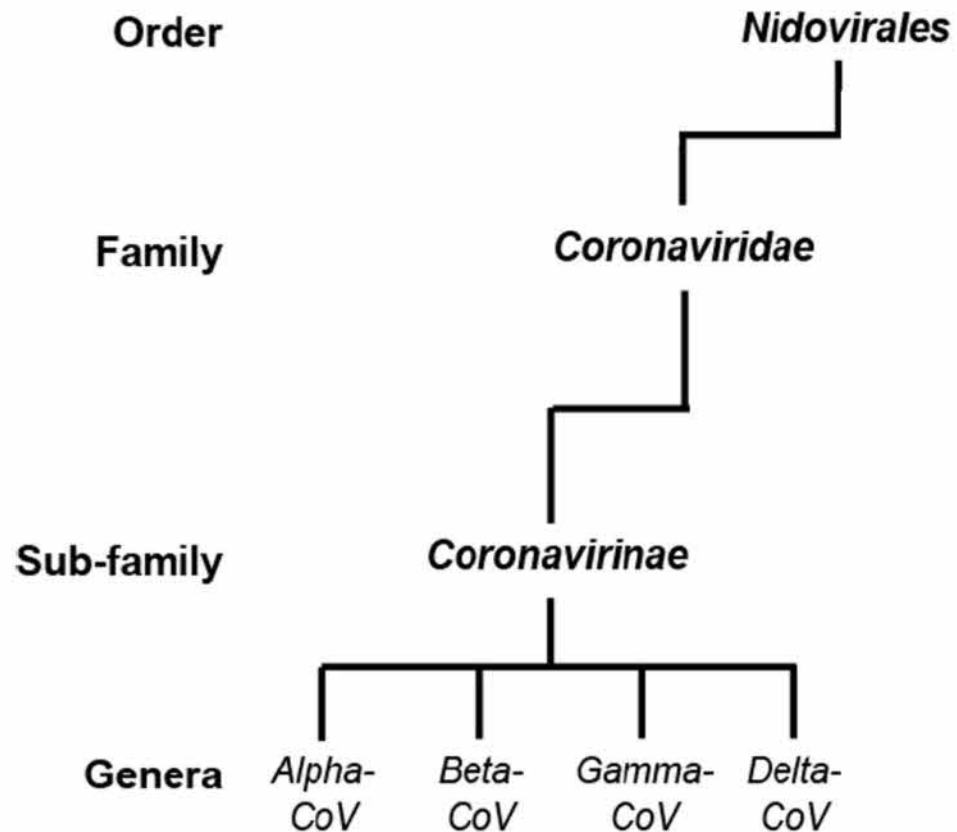 Order
Nidovirales
Family
Coronaviridae
Sub-family
Coronavirinae
Genera
Alpha-
CoV
Beta-
CoV
Gamma-
CoV
Delta-
CoV